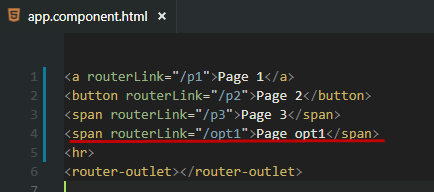 app.component.html ×
1 <a routerLink="/p1">Page 1</a>
2 <button routerLink="/p2">Page 2</button>
3 <span routerLink="/p3">Page 3</span>
4 <span routerLink="/opt1">Page opt1</span>
5 <hr>
6 <router-outlet></router-outlet>
7